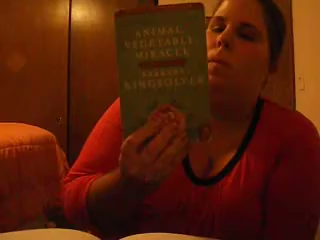 ANIMAL,
VEGETABLE,
MIRACLE
BARBARA
KINGSOLVER